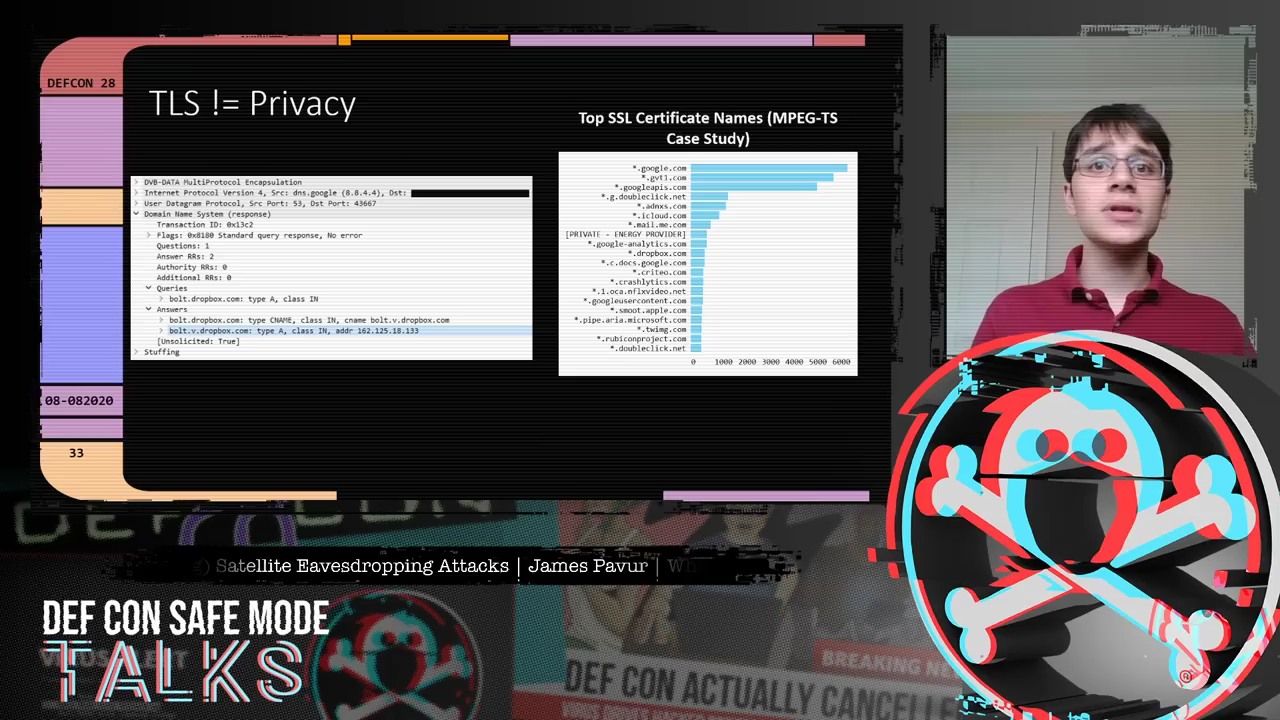 DEFCON 28
TLS != Privacy
DVB-DATA MultiProtocol Encapsulation
Internet Protocol Version 4, Src: dns.google (8.8.4.4), Dst:
User Datagram Protocol, Src Port: 53, Dst Port: 43667
Domain Name System (response)
Transaction ID: 0x13c2
Flags: 0x8180 Standard query response, No error
Questions: 1
Answer RRs: 2
Authority RRs: 0
Additional RRs: 0
Queries
bolt.dropbox.com: type A, class IN
Answers
bolt.dropbox.com: type CNAME, class IN, cname bolt.v.dropbox.com
bolt.v.dropbox.com: type A, class IN, addr 162.125.18.133
[Unsolicited: True]
Stuffing
Top SSL Certificate Names (MPEG-TS
Case Study)
*.google.com
*.gvt1.com
*.googleapis.com
*.g.doubleclick.net
*.adnxs.com
*.icloud.com
*.mail.me.com
[PRIVATE - ENERGY PROVIDER]
*.google-analytics.com
*.dropbox.com
*.c.docs.google.com
*.criteo.com
*.crashlytics.com
*.1.oca.nflxvideo.net
*.googleusercontent.com
*.smoot.apple.com
*.pipe.aria.microsoft.com
*.twimg.com
*.rubiconproject.com
*.doubleclick.net
0 1000 2000 3000 4000 5000 6000
08-082020
33
) Satellite Eavesdropping Attacks | James Pavur | Wh
DEF CON SAFE MODE
TALKS
DEF CON
BREAKING NE
DEF CON ACTUALLY CANCELLE
®